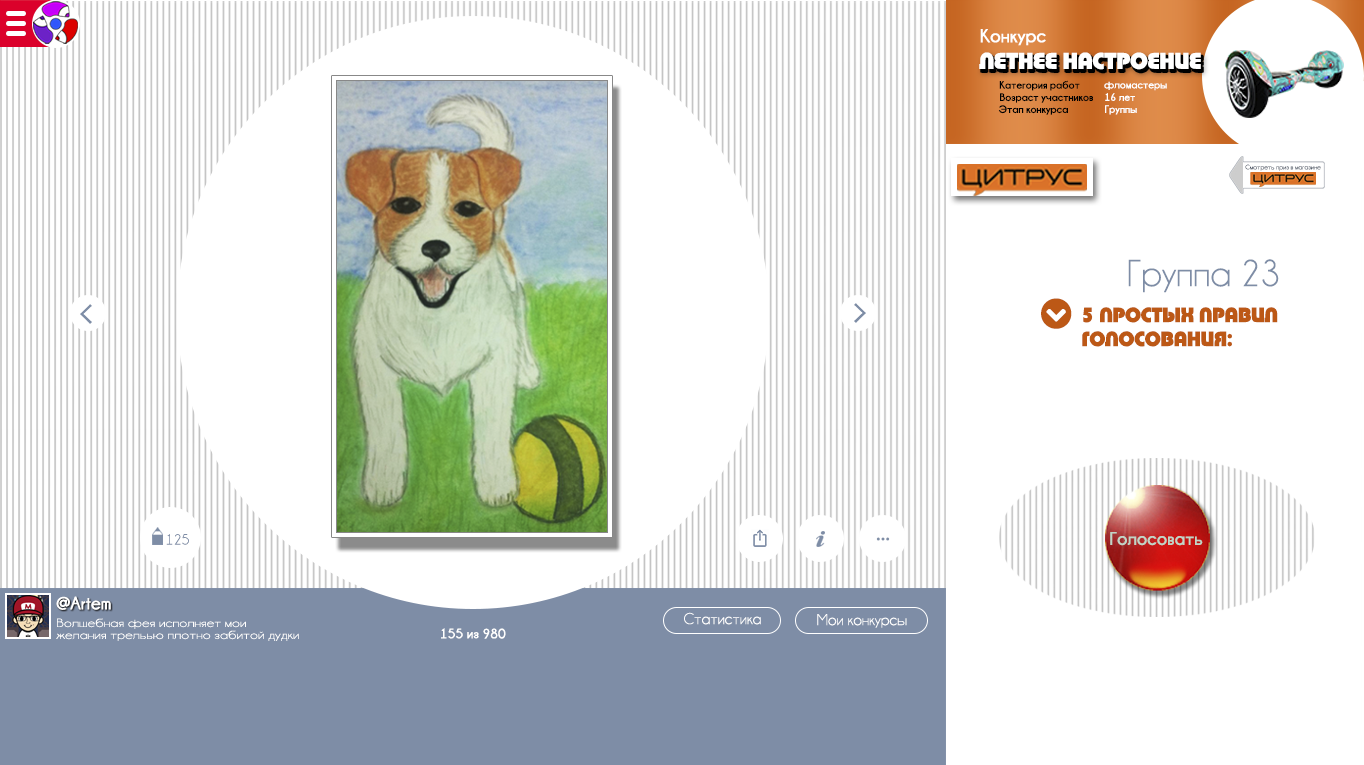 Конкурс
ЛЕТНЕЕ НАСТРОЕНИЕ
Категория работ фломастеры
Возраст участников 16 лет
Этап конкурса Группы
ЦИТРУС
Смотреть приз в магазине
ЦИТРУС
Группа 23
5 ПРОСТЫХ ПРАВИЛ
ГОЛОСОВАНИЯ:
125
i
Голосовать
M
@Artem
Волшебная фея исполняет мои
желания третьью плотно забитой дудки
155 из 980
Статистика
Мои конкурсы